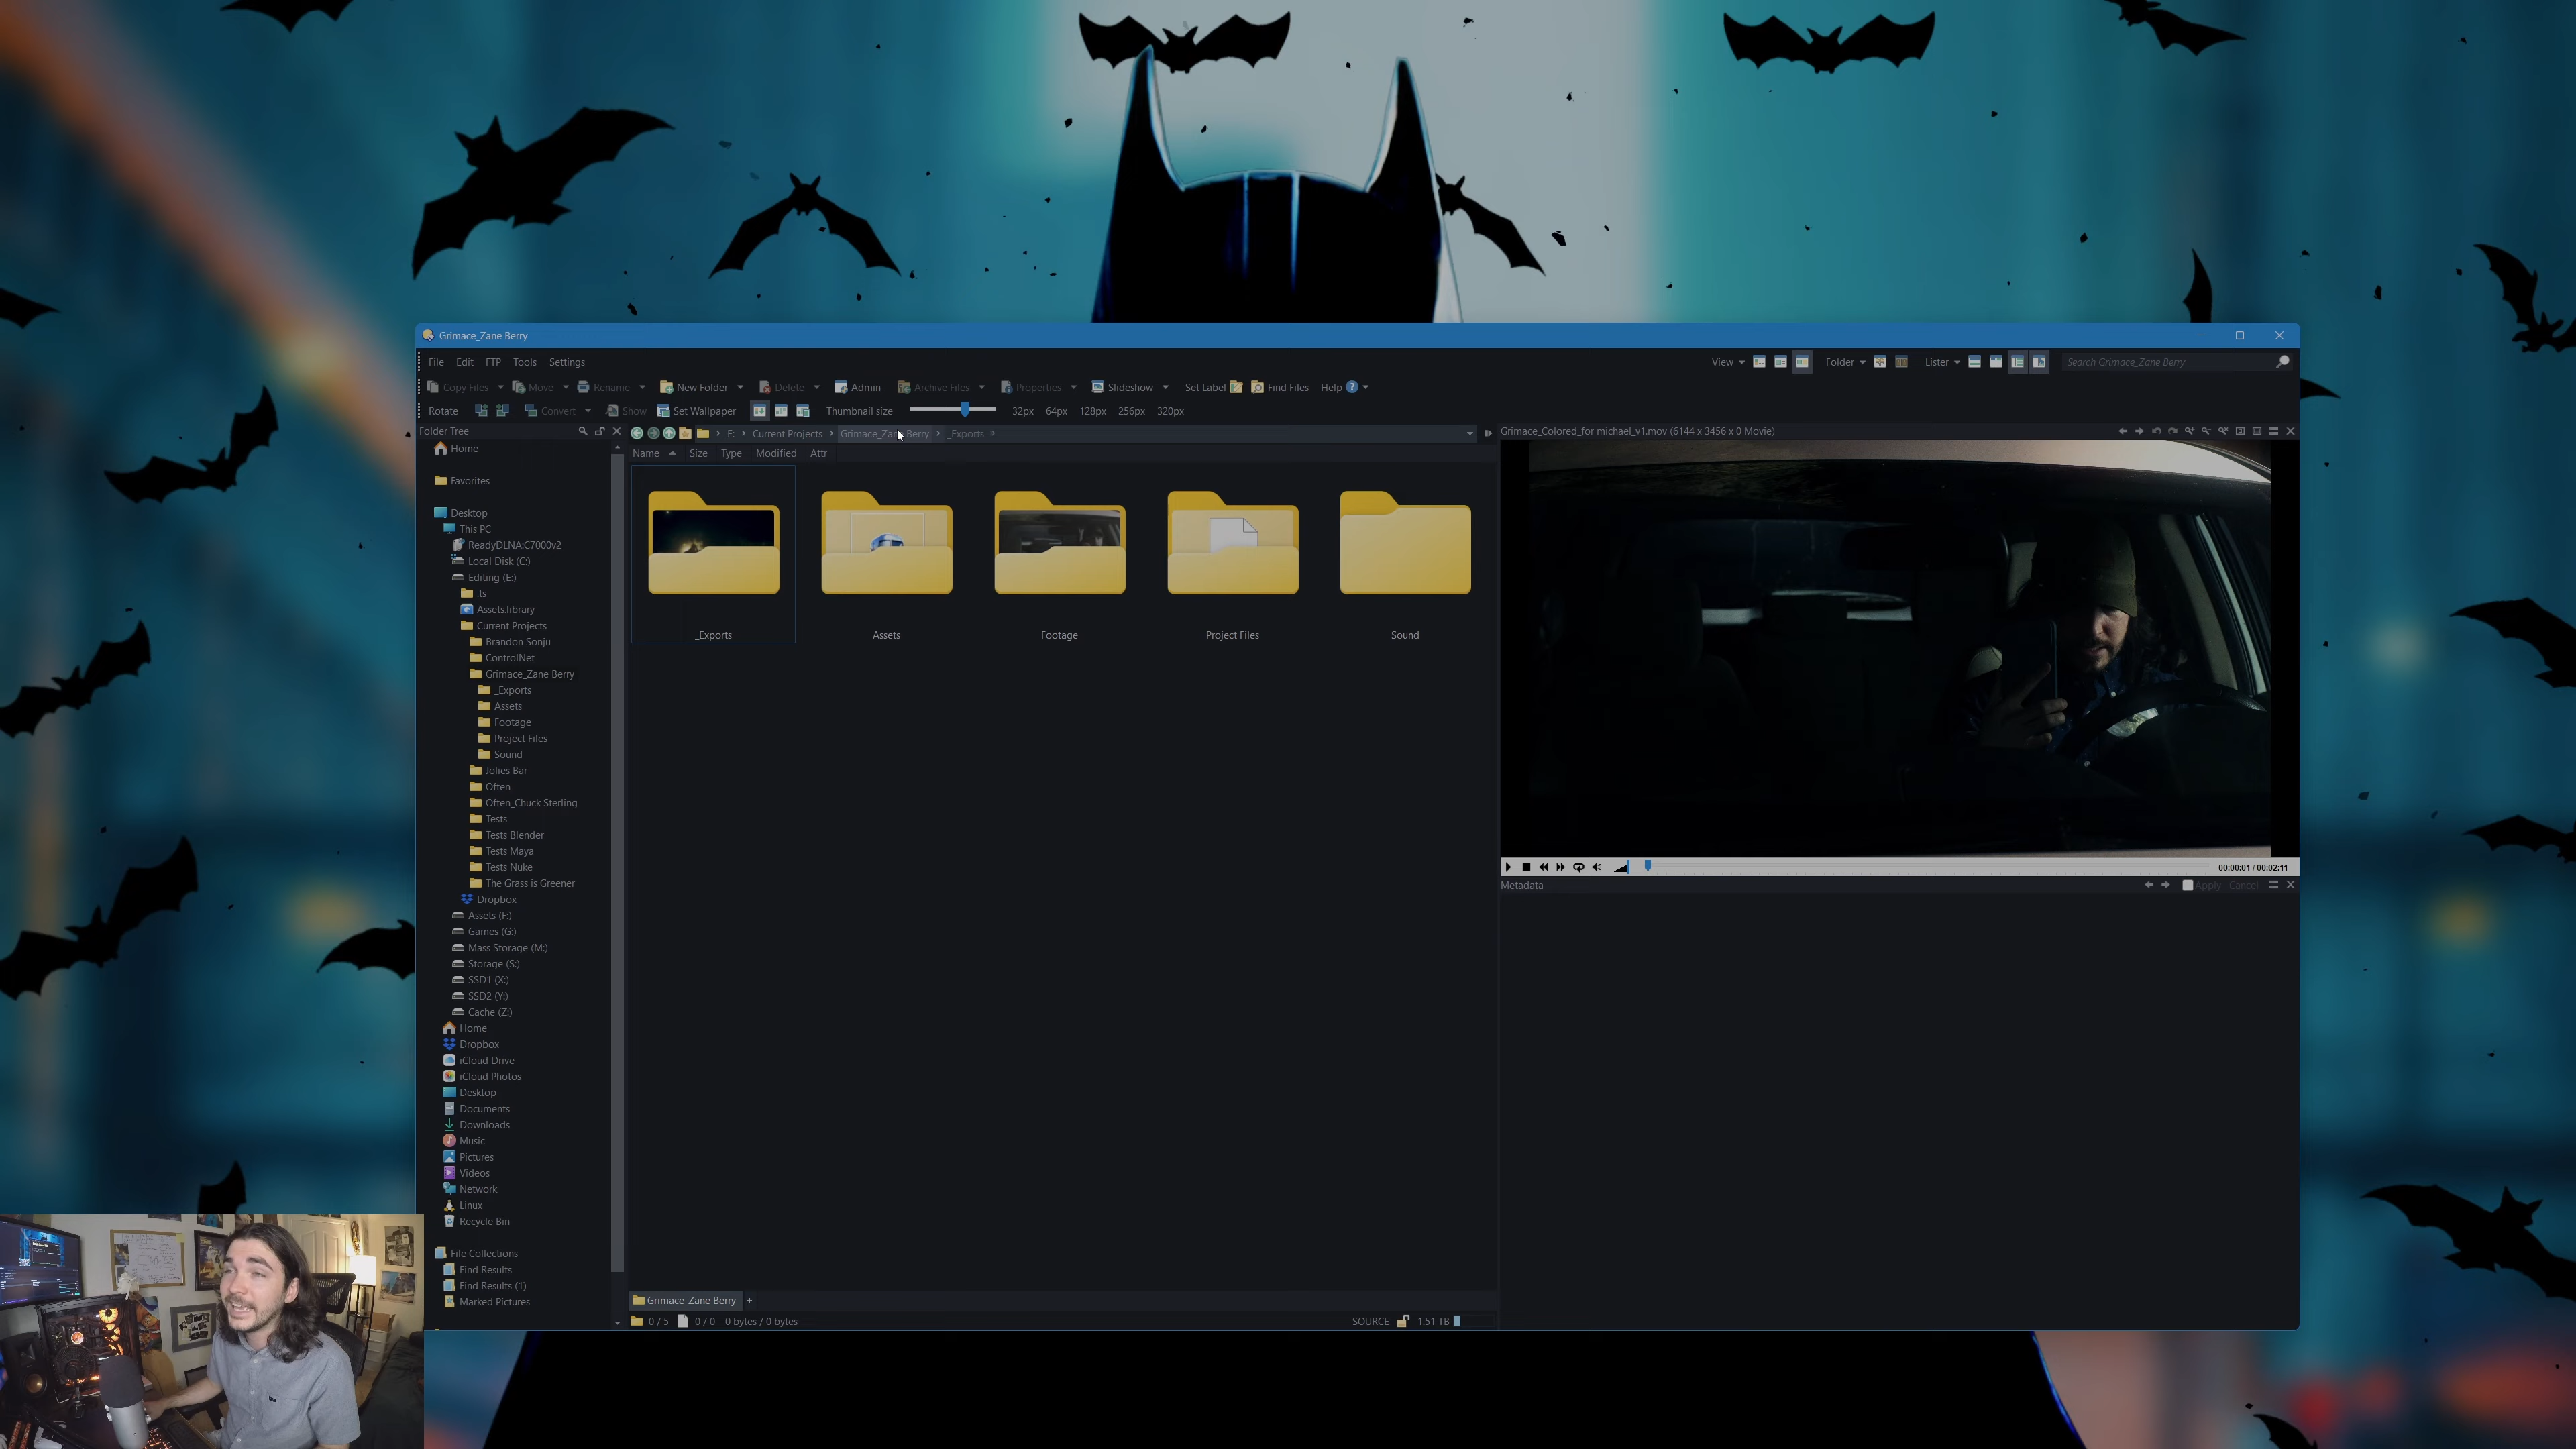 Grimace_Zane Berry
File Edit FTP Tools Settings View Folder Lister Search Grimace_Zane Berry
Copy Files Move Rename New Folder Delete Admin Archive Files Properties Slideshow Set Label Find Files Help
Rotate Convert Show Set Wallpaper Thumbnail size 32px 64px 128px 256px 320px
Folder Tree
E: Current Projects Grimace_Zane Berry _Exports
Grimace_Colored_for michael_v1.mov (6144 x 3456 x 0 Movie)
Name Size Type Modified Attr
Home
Favorites
Desktop
This PC
ReadyDLNA:C7000v2
Local Disk (C:)
Editing (E:)
.ts
Assets.library
Current Projects
Brandon Sonju
ControlNet
Grimace_Zane Berry
_Exports
Assets
Footage
Project Files
Sound
Jolies Bar
Often
Often_Chuck Sterling
Tests
Tests Blender
Tests Maya
Tests Nuke
The Grass is Greener
Dropbox
Assets (F:)
Games (G:)
Mass Storage (M:)
Storage (S:)
SSD1 (X:)
SSD2 (Y:)
Cache (Z:)
Home
Dropbox
iCloud Drive
iCloud Photos
Desktop
Documents
Downloads
Music
Pictures
Videos
Network
Linux
Recycle Bin
File Collections
Find Results
Find Results (1)
Marked Pictures
_Exports Assets Footage Project Files Sound
00:00:01 / 00:02:11
Metadata Apply Cancel
Grimace_Zane Berry +
0 / 5 0 / 0 0 bytes / 0 bytes SOURCE 1.51 TB